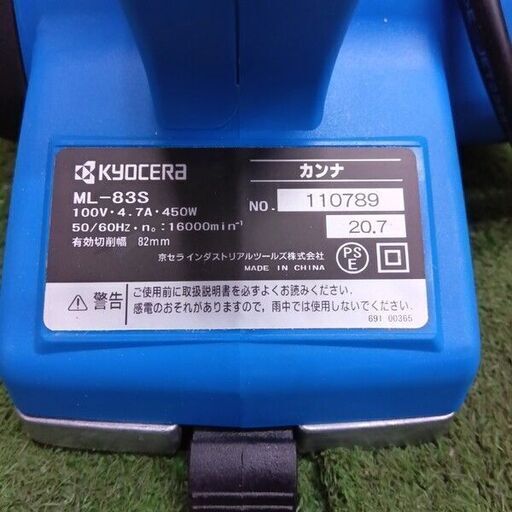 KYOCERA
カンナ
ML-83S
100V・4.7A・450W
50/60Hz・n₀:16000min⁻¹
有効切削幅 82mm
NO. 110789
20.7
京セラインダストリアルツールズ株式会社
MADE IN CHINA
PS
E
警告
ご使用前に取扱説明書を必ずよくお読みください。
感電のおそれがありますので，雨中では使用しないでください。
691 00365